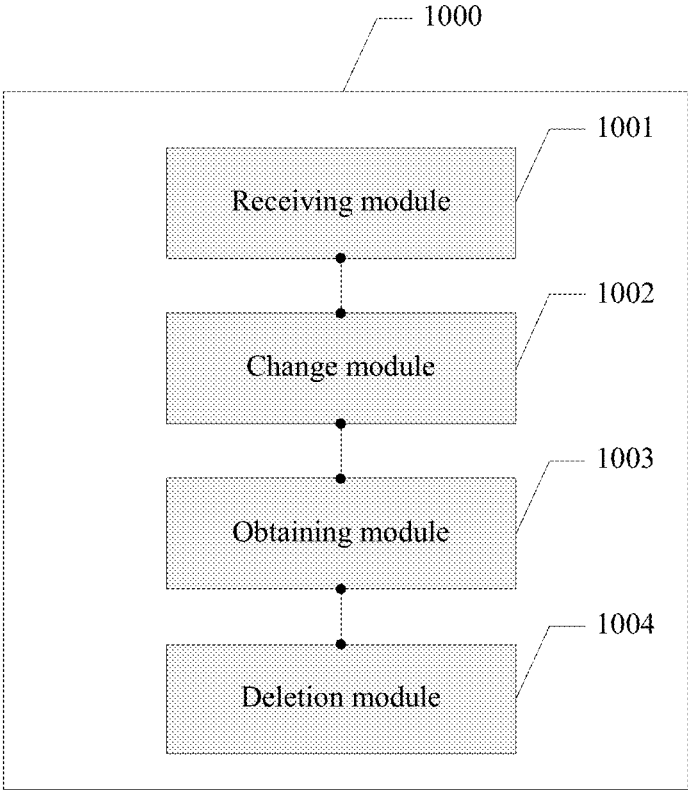 1000
1001
Receiving module
1002
Change module
1003
Obtaining module
1004
Deletion module